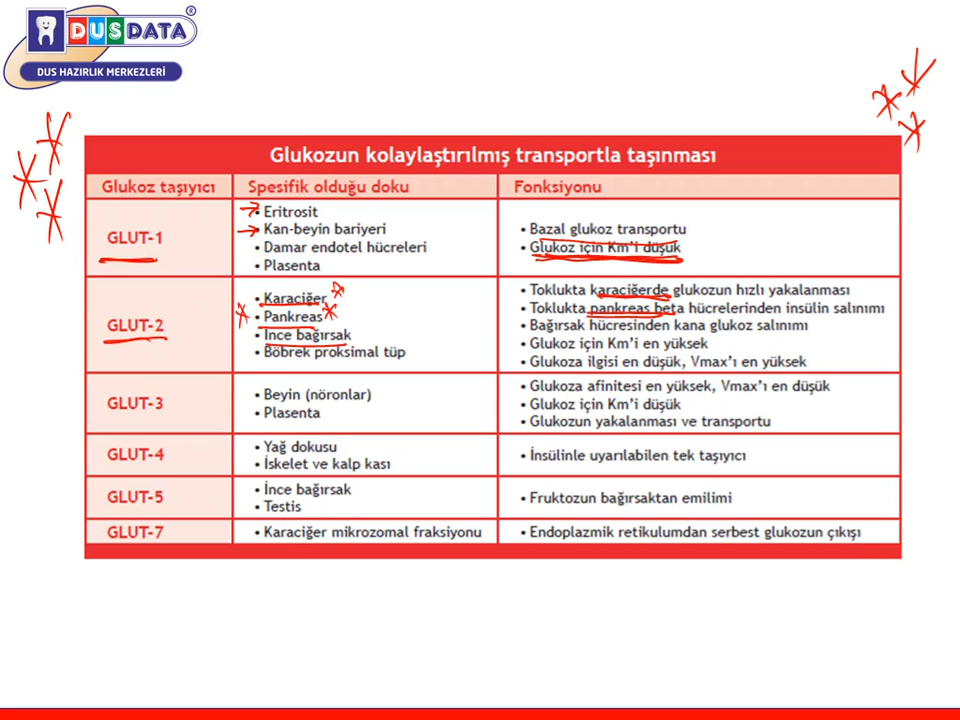 DUSDATA®
DUS HAZIRLIK MERKEZLERİ
Glukozun kolaylaştırılmış transportla taşınması
Glukoz taşıyıcı Spesifik olduğu doku Fonksiyonu
GLUT-1
• Eritrosit
• Kan-beyin bariyeri
• Damar endotel hücreleri
• Plasenta
• Bazal glukoz transportu
• Glukoz için Km'i düşük
GLUT-2
• Karaciğer
• Pankreas
• İnce bağırsak
• Böbrek proksimal tüp
• Toklukta karaciğerde glukozun hızlı yakalanması
• Toklukta pankreas beta hücrelerinden insülin salınımı
• Bağırsak hücresinden kana glukoz salınımı
• Glukoz için Km'i en yüksek
• Glukoza ilgisi en düşük, Vmax'ı en yüksek
GLUT-3
• Beyin (nöronlar)
• Plasenta
• Glukoza afinitesi en yüksek, Vmax'ı en düşük
• Glukoz için Km'i düşük
• Glukozun yakalanması ve transportu
GLUT-4
• Yağ dokusu
• İskelet ve kalp kası
• İnsülinle uyarılabilen tek taşıyıcı
GLUT-5
• İnce bağırsak
• Testis
• Fruktozun bağırsaktan emilimi
GLUT-7
• Karaciğer mikrozomal fraksiyonu
• Endoplazmik retikulumdan serbest glukozun çıkışı